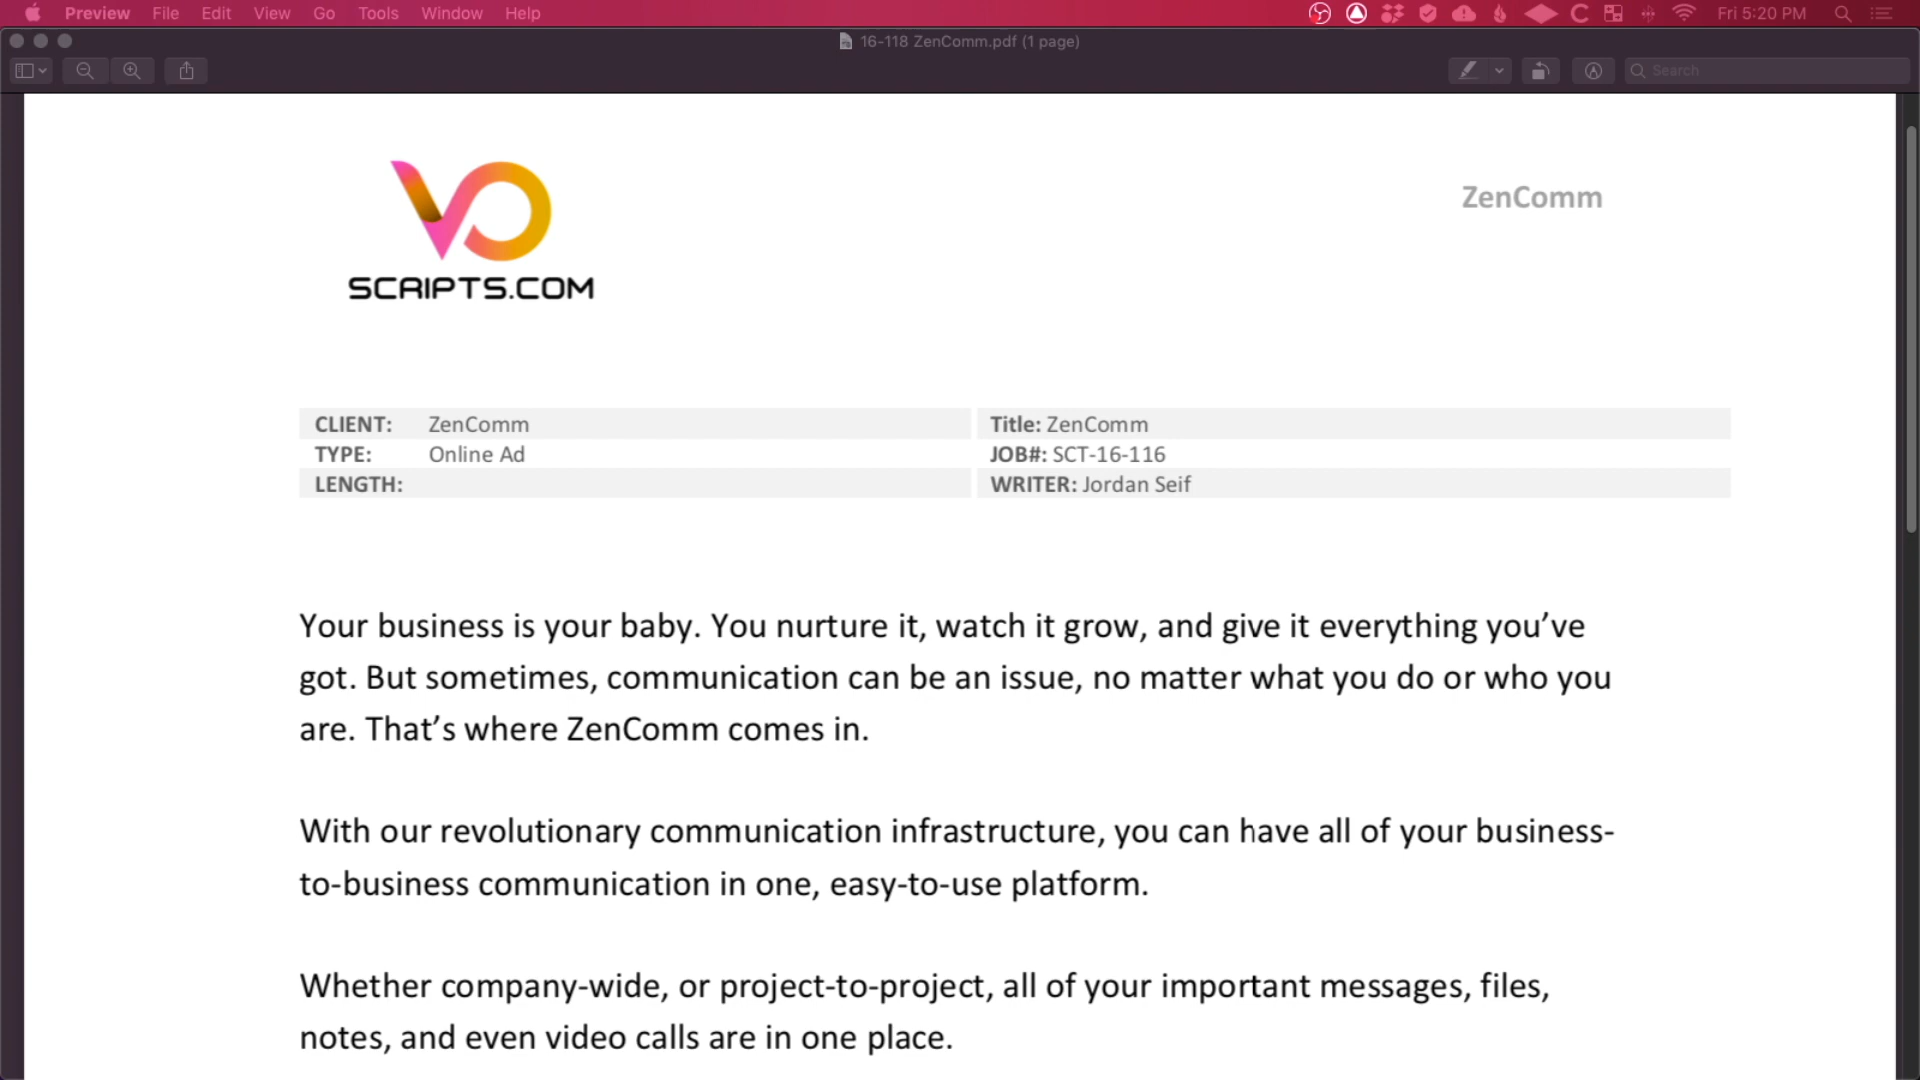 Preview File Edit View Go Tools Window Help Fri 5:20 PM
16-118 ZenComm.pdf (1 page)
Search
VO
SCRIPTS.COM
ZenComm
CLIENT: ZenComm Title: ZenComm
TYPE: Online Ad JOB#: SCT-16-116
LENGTH: WRITER: Jordan Seif
Your business is your baby. You nurture it, watch it grow, and give it everything you’ve
got. But sometimes, communication can be an issue, no matter what you do or who you
are. That’s where ZenComm comes in.
With our revolutionary communication infrastructure, you can have all of your business-
to-business communication in one, easy-to-use platform.
Whether company-wide, or project-to-project, all of your important messages, files,
notes, and even video calls are in one place.